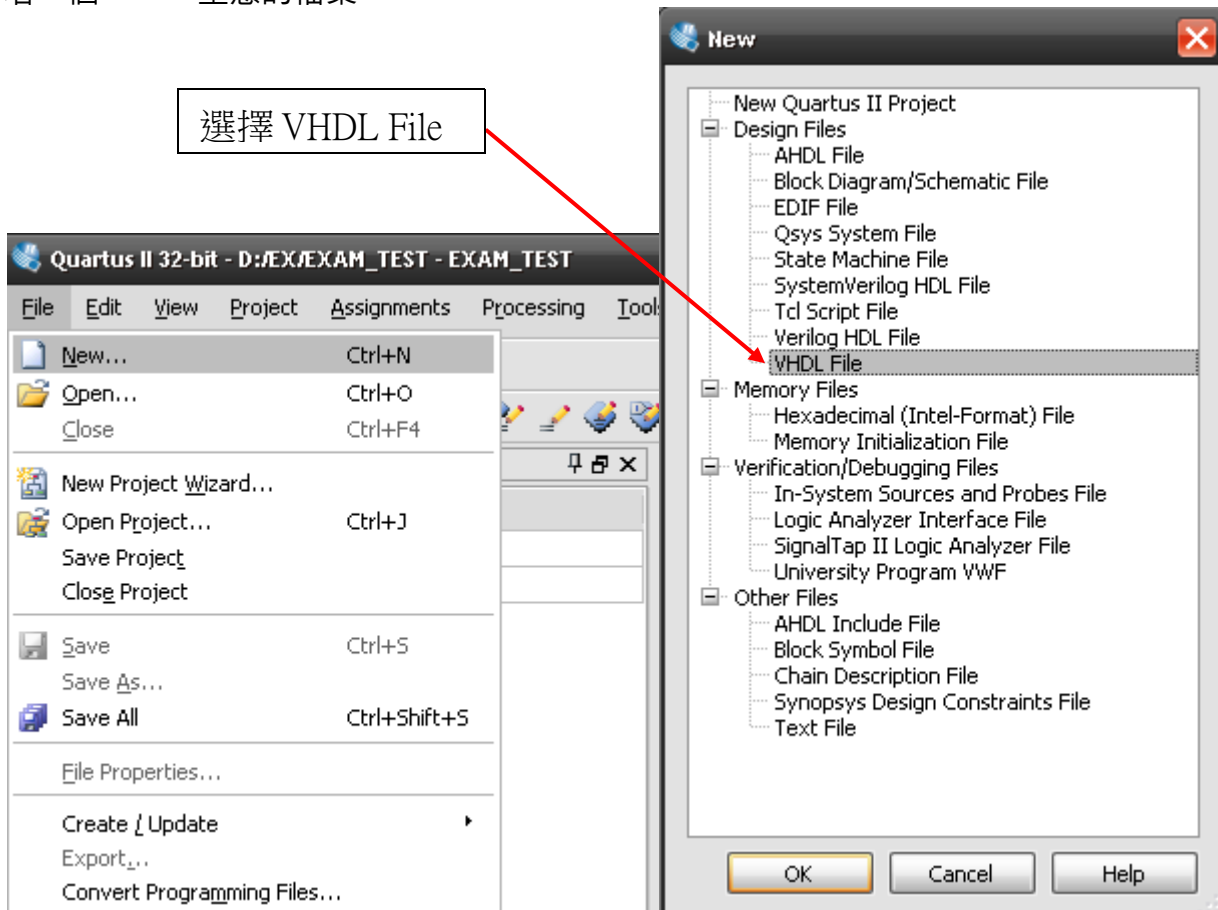 選擇 VHDL File
Quartus II 32-bit - D:/EX/EXAM_TEST - EXAM_TEST
File Edit View Project Assignments Processing
New... Ctrl+N
Open... Ctrl+O
Close Ctrl+F4
New Project Wizard...
Open Project... Ctrl+J
Save Project
Close Project
Save Ctrl+S
Save As...
Save All Ctrl+Shift+S
File Properties...
Create / Update
Export...
Convert Programming Files...
New
New Quartus II Project
Design Files
AHDL File
Block Diagram/Schematic File
EDIF File
Qsys System File
State Machine File
SystemVerilog HDL File
Tcl Script File
Verilog HDL File
VHDL File
Memory Files
Hexadecimal (Intel-Format) File
Memory Initialization File
Verification/Debugging Files
In-System Sources and Probes File
Logic Analyzer Interface File
SignalTap II Logic Analyzer File
University Program VWF
Other Files
AHDL Include File
Block Symbol File
Chain Description File
Synopsys Design Constraints File
Text File
OK Cancel Help